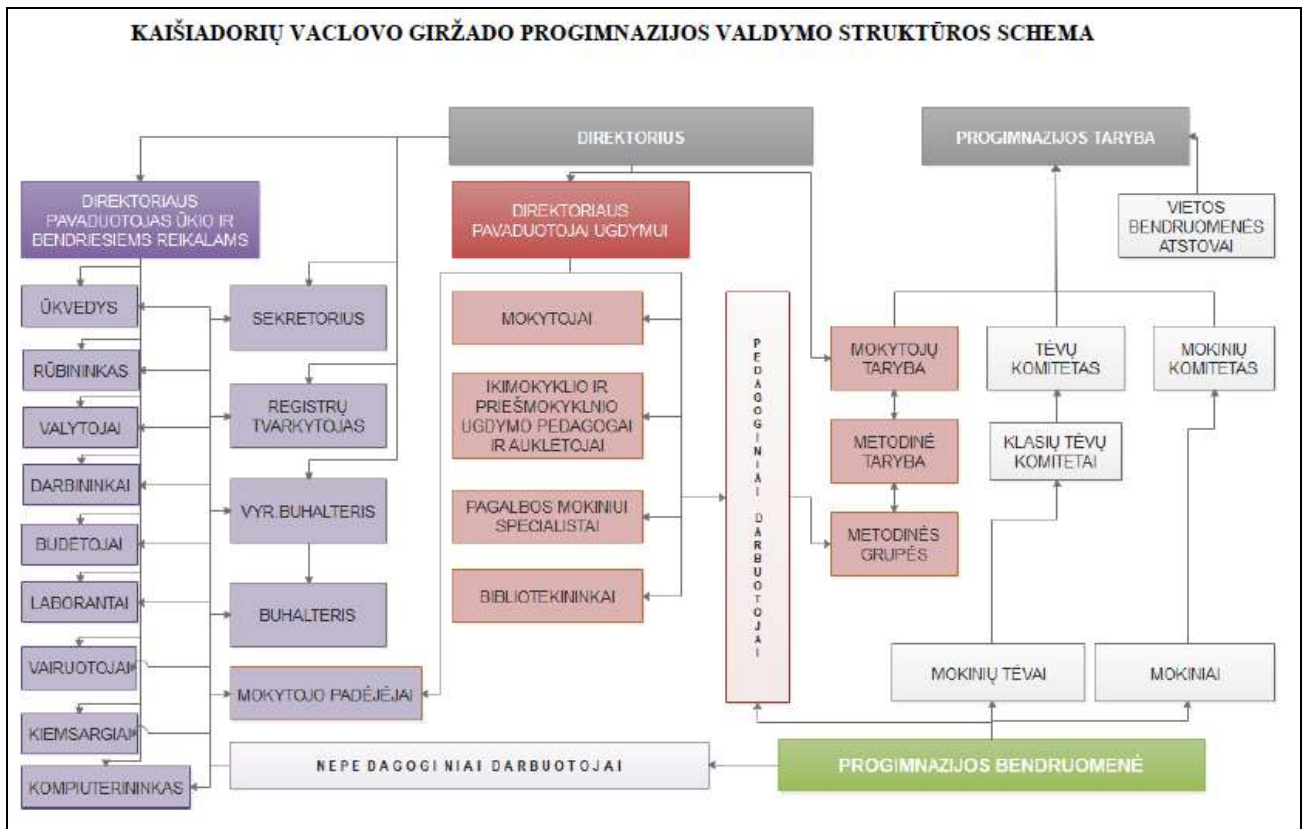 KAIŠIADORIŲ VACLOVO GIRŽADO PROGIMNAZIJOS VALDYMO STRUKTŪROS SCHEMA
DIREKTORIUS
PROGIMNAZIJOS TARYBA
DIREKTORIAUS
PAVADUOTOJAS ŪKIO IR
BENDRIESIEMS REIKALAMS
DIREKTORIAUS
PAVADUOTOJAI UGDYMUI
VIETOS
BENDRUOMENĖS
ATSTOVAI
ŪKVEDYS
RŪBININKAS
VALYTOJAI
DARBININKAI
BUDĖTOJAI
LABORANTAI
VAIRUOTOJAI
KIEMSARGIAI
KOMPIUTERININKAS
SEKRETORIUS
REGISTRŲ
TVARKYTOJAS
VYR. BUHALTERIS
BUHALTERIS
MOKYTOJO PADĖJĖJAI
MOKYTOJAI
IKIMOKYKLIO IR
PRIEŠMOKYKLNIO
UGDYMO PEDAGOGAI
IR AUKLĖTOJAI
PAGALBOS MOKINIUI
SPECIALISTAI
BIBLIOTEKININKAI
PEDAGOGINIAI DARBUOTOJAI
MOKYTOJŲ
TARYBA
METODINĖ
TARYBA
METODINĖS
GRUPĖS
TĖVŲ
KOMITETAS
KLASIŲ TĖVŲ
KOMITETAI
MOKINIŲ
KOMITETAS
MOKINIŲ TĖVAI
MOKINIAI
NEPEDAGOGINIAI DARBUOTOJAI
PROGIMNAZIJOS BENDRUOMENĖ